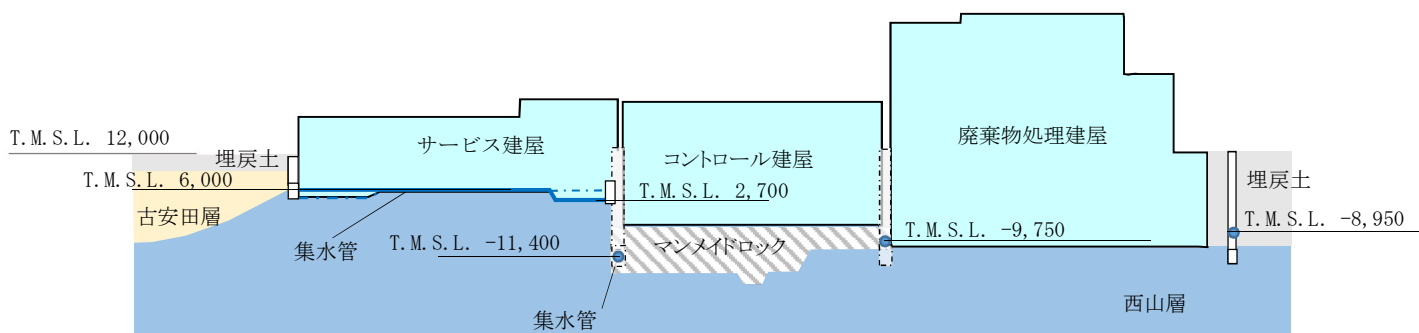 T.M.S.L. 12,000
埋戻土
サービス建屋
コントロール建屋
廃棄物処理建屋
埋戻土
T.M.S.L. 6,000
T.M.S.L. 2,700
古安田層
集水管
T.M.S.L. -11,400
マンメイドロック
T.M.S.L. -9,750
T.M.S.L. -8,950
西山層
集水管